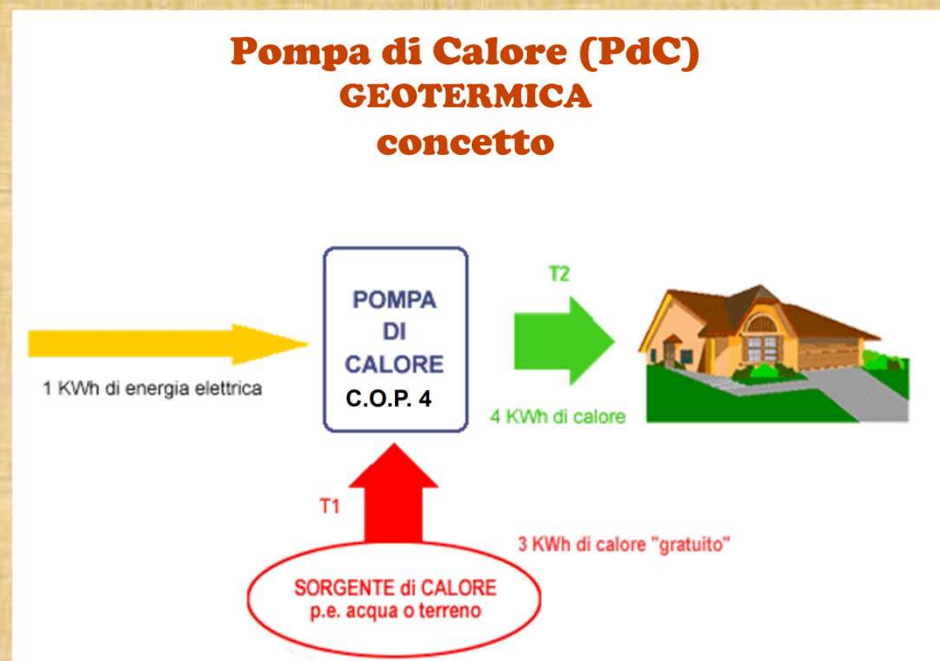 Pompa di Calore (PdC)
GEOTERMICA
concetto
POMPA
DI
CALORE
C.O.P. 4
T2
1 KWh di energia elettrica
4 KWh di calore
T1
3 KWh di calore "gratuito"
SORGENTE di CALORE
p.e. acqua o terreno